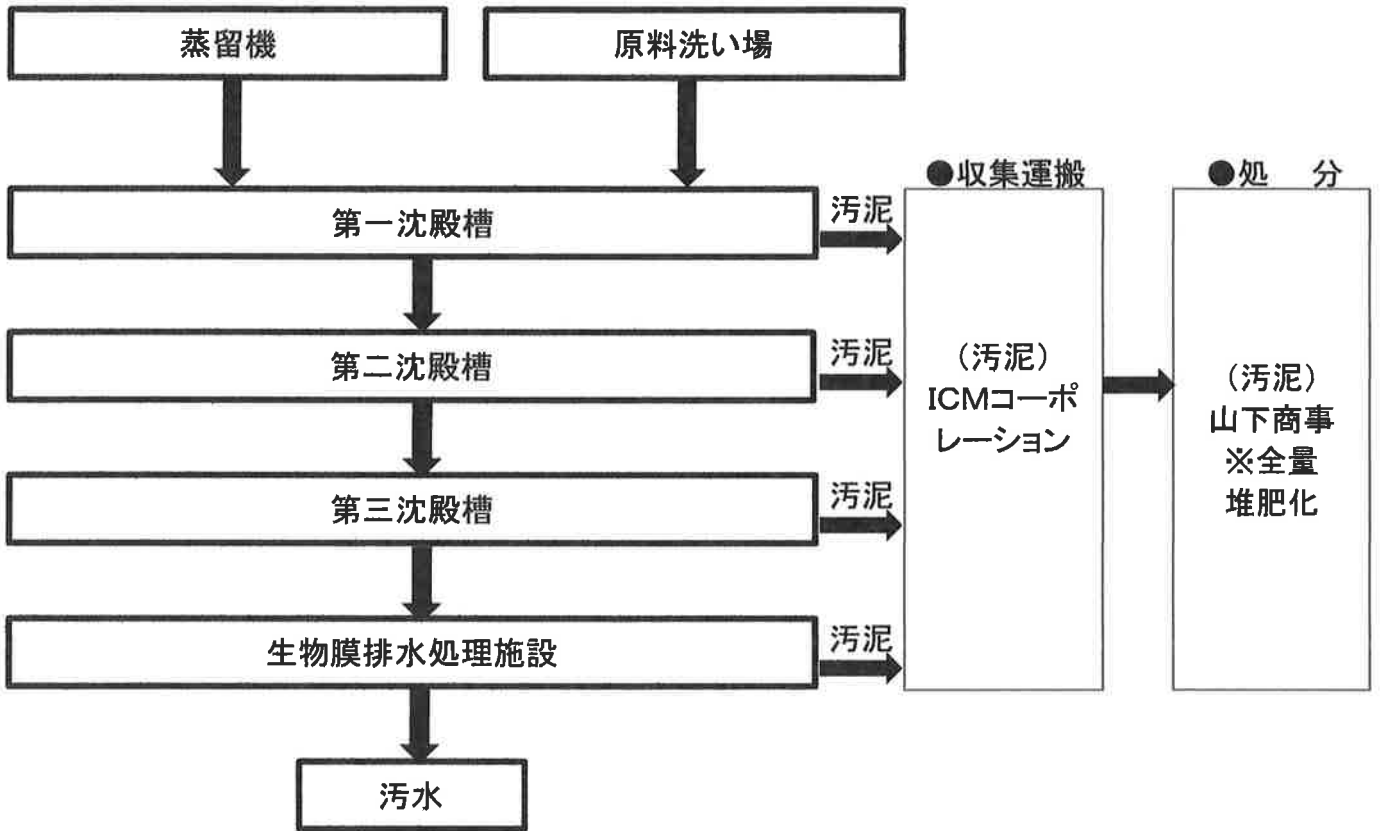 蒸留機
原料洗い場
●収集運搬
●処　分
第一沈殿槽
汚泥
第二沈殿槽
汚泥
第三沈殿槽
汚泥
生物膜排水処理施設
汚泥
汚水
（汚泥）
ICMコーポ
レーション
（汚泥）
山下商事
※全量
堆肥化